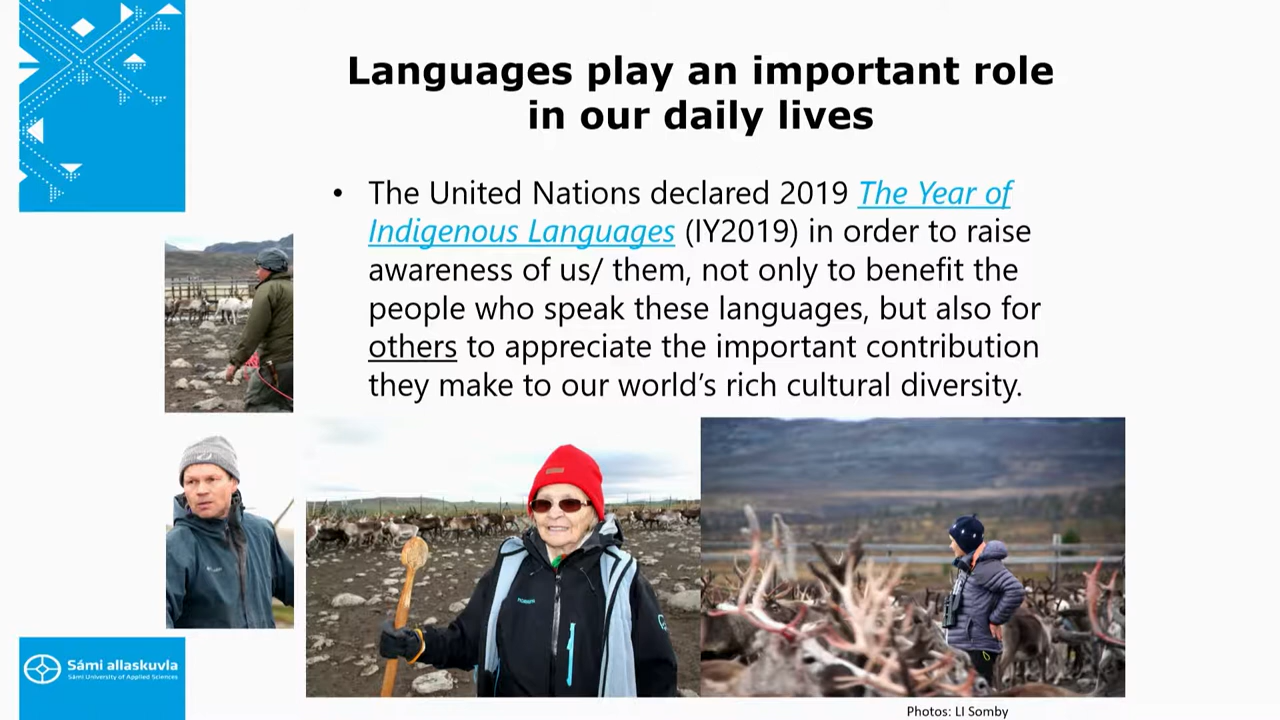 Languages play an important role
in our daily lives
• The United Nations declared 2019 The Year of
Indigenous Languages (IY2019) in order to raise
awareness of us/ them, not only to benefit the
people who speak these languages, but also for
others to appreciate the important contribution
they make to our world’s rich cultural diversity.
Sámi allaskuvla
Sámi University of Applied Sciences
Photos: LI Somby